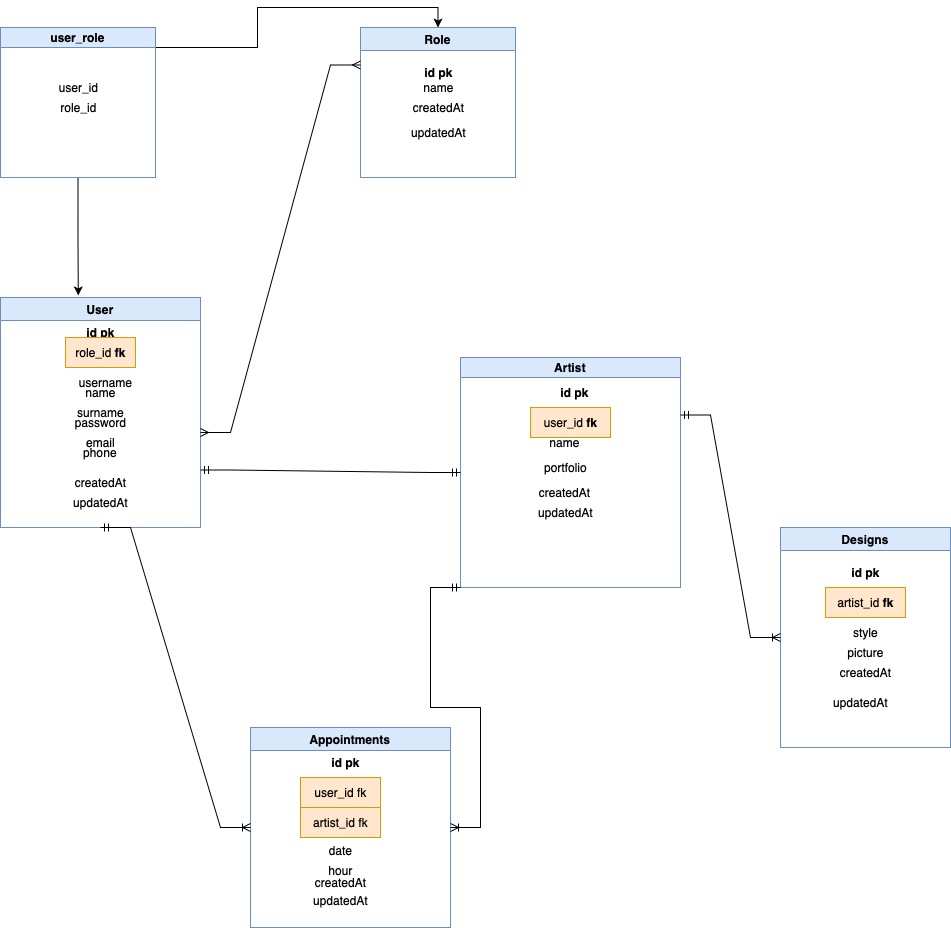 user_role
user_id
role_id
Role
id pk
name
createdAt
updatedAt
User
id pk
role_id fk
username
name
surname
password
email
phone
createdAt
updatedAt
Artist
id pk
user_id fk
name
portfolio
createdAt
updatedAt
Designs
id pk
artist_id fk
style
picture
createdAt
updatedAt
Appointments
id pk
user_id fk
artist_id fk
date
hour
createdAt
updatedAt